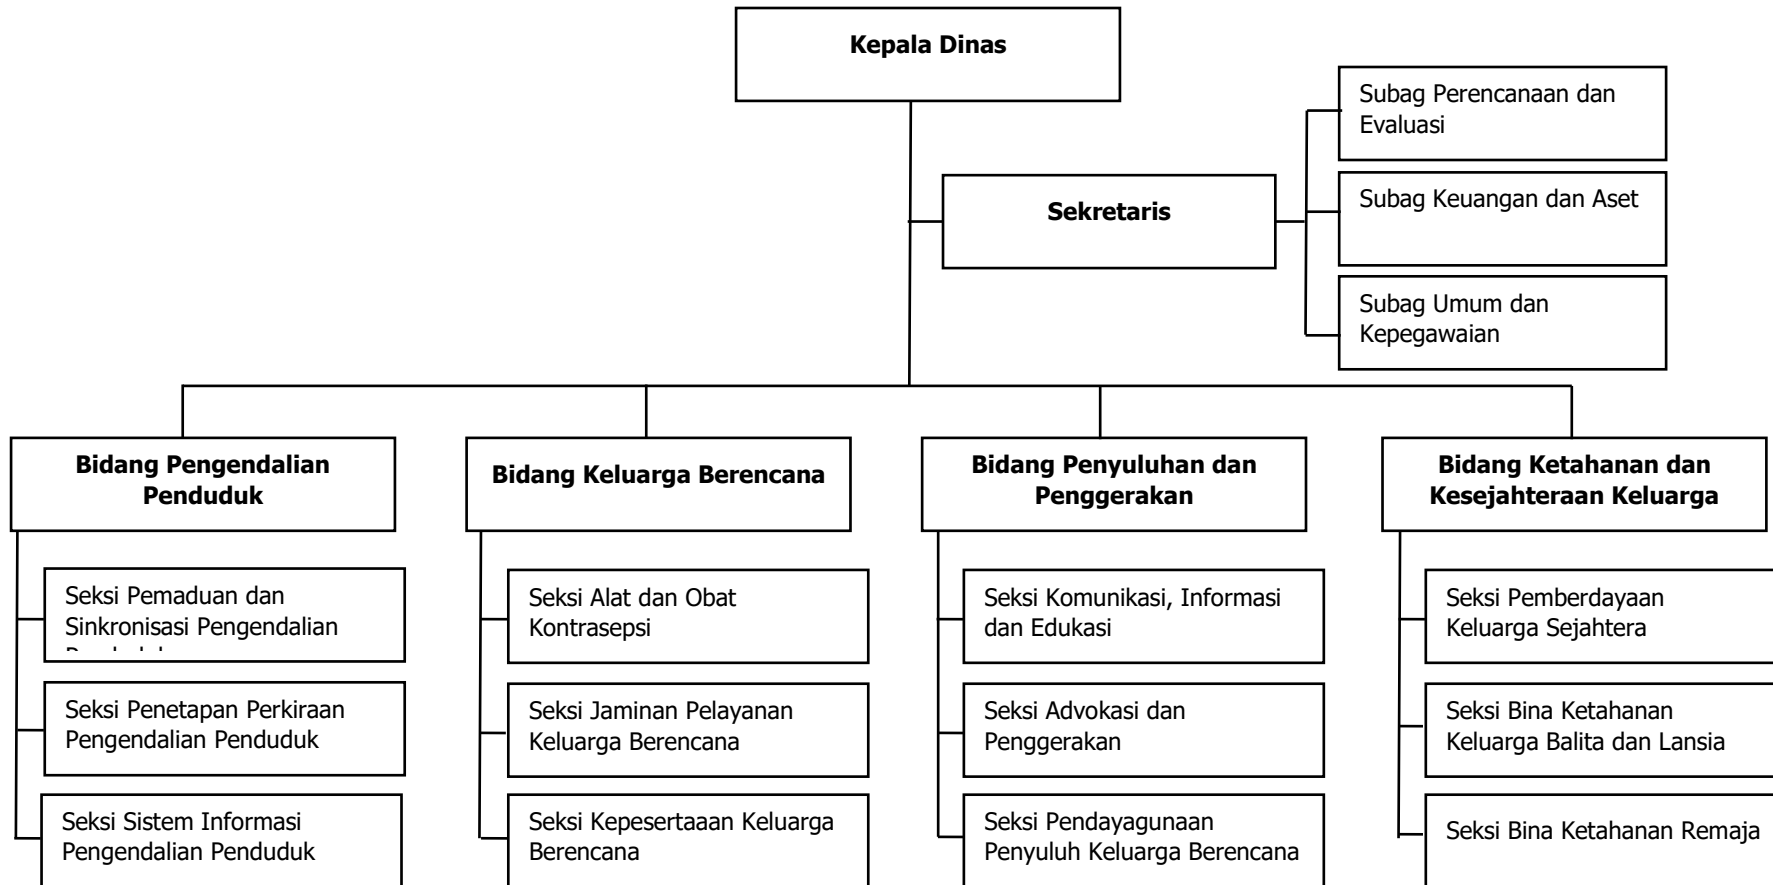 Kepala Dinas
Subag Perencanaan dan
Evaluasi
Sekretaris
Subag Keuangan dan Aset
Subag Umum dan
Kepegawaian
Bidang Pengendalian
Penduduk
Seksi Pemaduan dan
Sinkronisasi Pengendalian
Seksi Penetapan Perkiraan
Pengendalian Penduduk
Seksi Sistem Informasi
Pengendalian Penduduk
Bidang Keluarga Berencana
Seksi Alat dan Obat
Kontrasepsi
Seksi Jaminan Pelayanan
Keluarga Berencana
Seksi Kepesertaaan Keluarga
Berencana
Bidang Penyuluhan dan
Penggerakan
Seksi Komunikasi, Informasi
dan Edukasi
Seksi Advokasi dan
Penggerakan
Seksi Pendayagunaan
Penyuluh Keluarga Berencana
Bidang Ketahanan dan
Kesejahteraan Keluarga
Seksi Pemberdayaan
Keluarga Sejahtera
Seksi Bina Ketahanan
Keluarga Balita dan Lansia
Seksi Bina Ketahanan Remaja